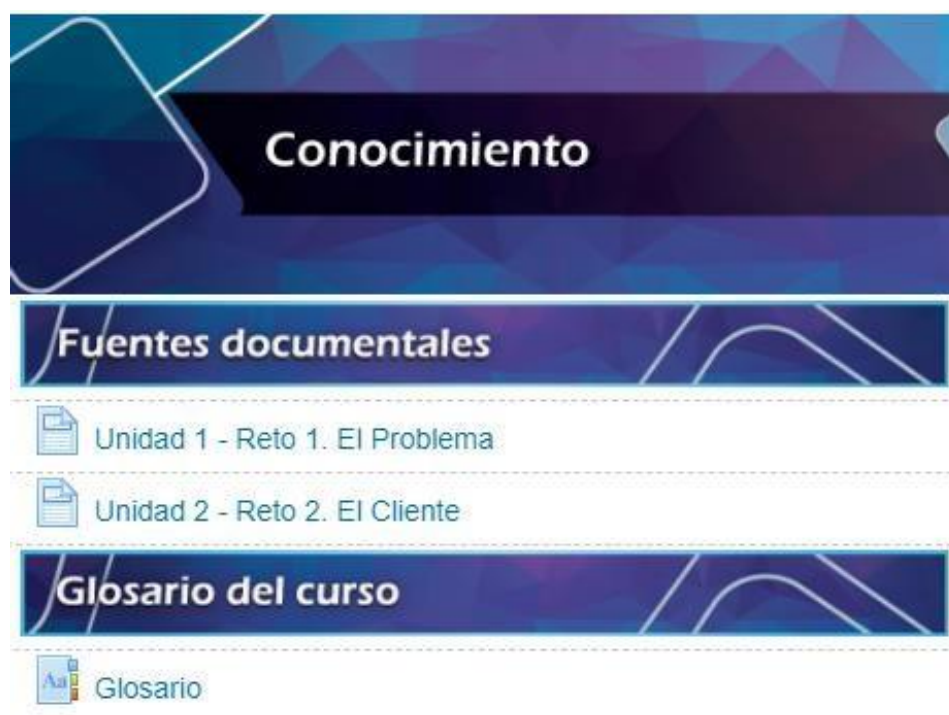 Conocimiento
Fuentes documentales
Unidad 1 - Reto 1. El Problema
Unidad 2 - Reto 2. El Cliente
Glosario del curso
Aa
Glosario